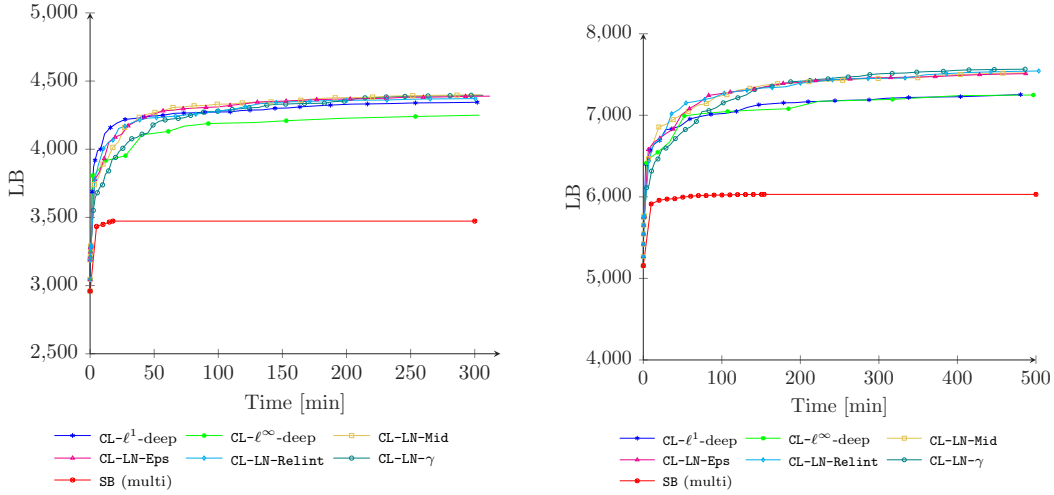 5,000
4,500
4,000
3,500
3,000
2,500
LB
0 50 100 150 200 250 300
Time [min]
CL-ℓ¹-deep CL-ℓ∞-deep CL-LN-Mid
CL-LN-Eps CL-LN-Relint CL-LN-γ
SB (multi)
8,000
7,000
6,000
5,000
4,000
LB
0 100 200 300 400 500
Time [min]
CL-ℓ¹-deep CL-ℓ∞-deep CL-LN-Mid
CL-LN-Eps CL-LN-Relint CL-LN-γ
SB (multi)